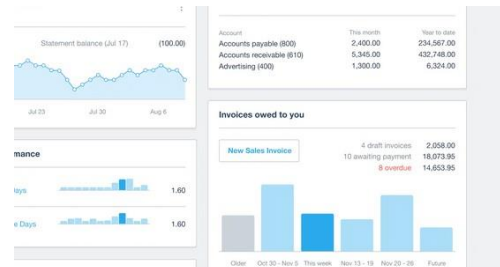 Statement balance (Jul 17) (100.00)
Jul 23 Jul 30 Aug 6
mance
1.60
e Days 1.60
Account This month Year to date
Accounts payable (800) 2,400.00 234,567.00
Accounts receivable (610) 5,345.00 432,748.00
Advertising (400) 1,300.00 6,324.00
Invoices owed to you
New Sales Invoice
4 draft invoices 2,058.00
10 awaiting payment 18,073.95
8 overdue 14,653.95
Older Oct 30 - Nov 5 This week Nov 13 - 19 Nov 20 - 26 Future